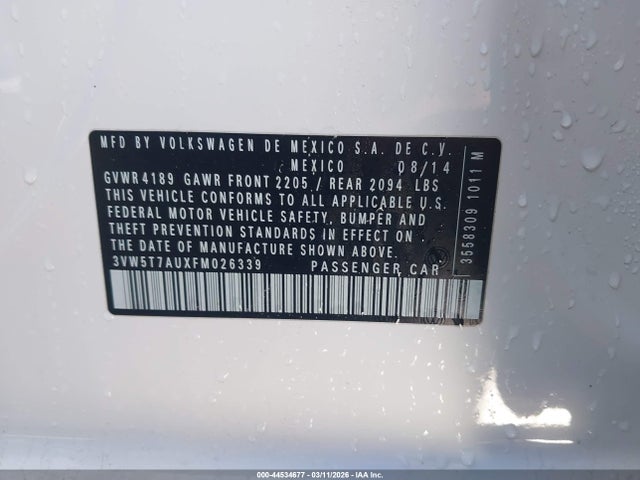 MFD BY VOLKSWAGEN DE MEXICO S.A. DE C.V.
MEXICO 08/14
GVWR 4189 GAWR FRONT 2205 / REAR 2094 LBS
THIS VEHICLE CONFORMS TO ALL APPLICABLE U.S.
FEDERAL MOTOR VEHICLE SAFETY, BUMPER AND
THEFT PREVENTION STANDARDS IN EFFECT ON
THE DATE OF MANUFACTURE SHOWN ABOVE.
3VW5T7AUXFM026339 PASSENGER CAR
3558309 1011 M
000-44534677 - 03/11/2026 - IAA Inc.